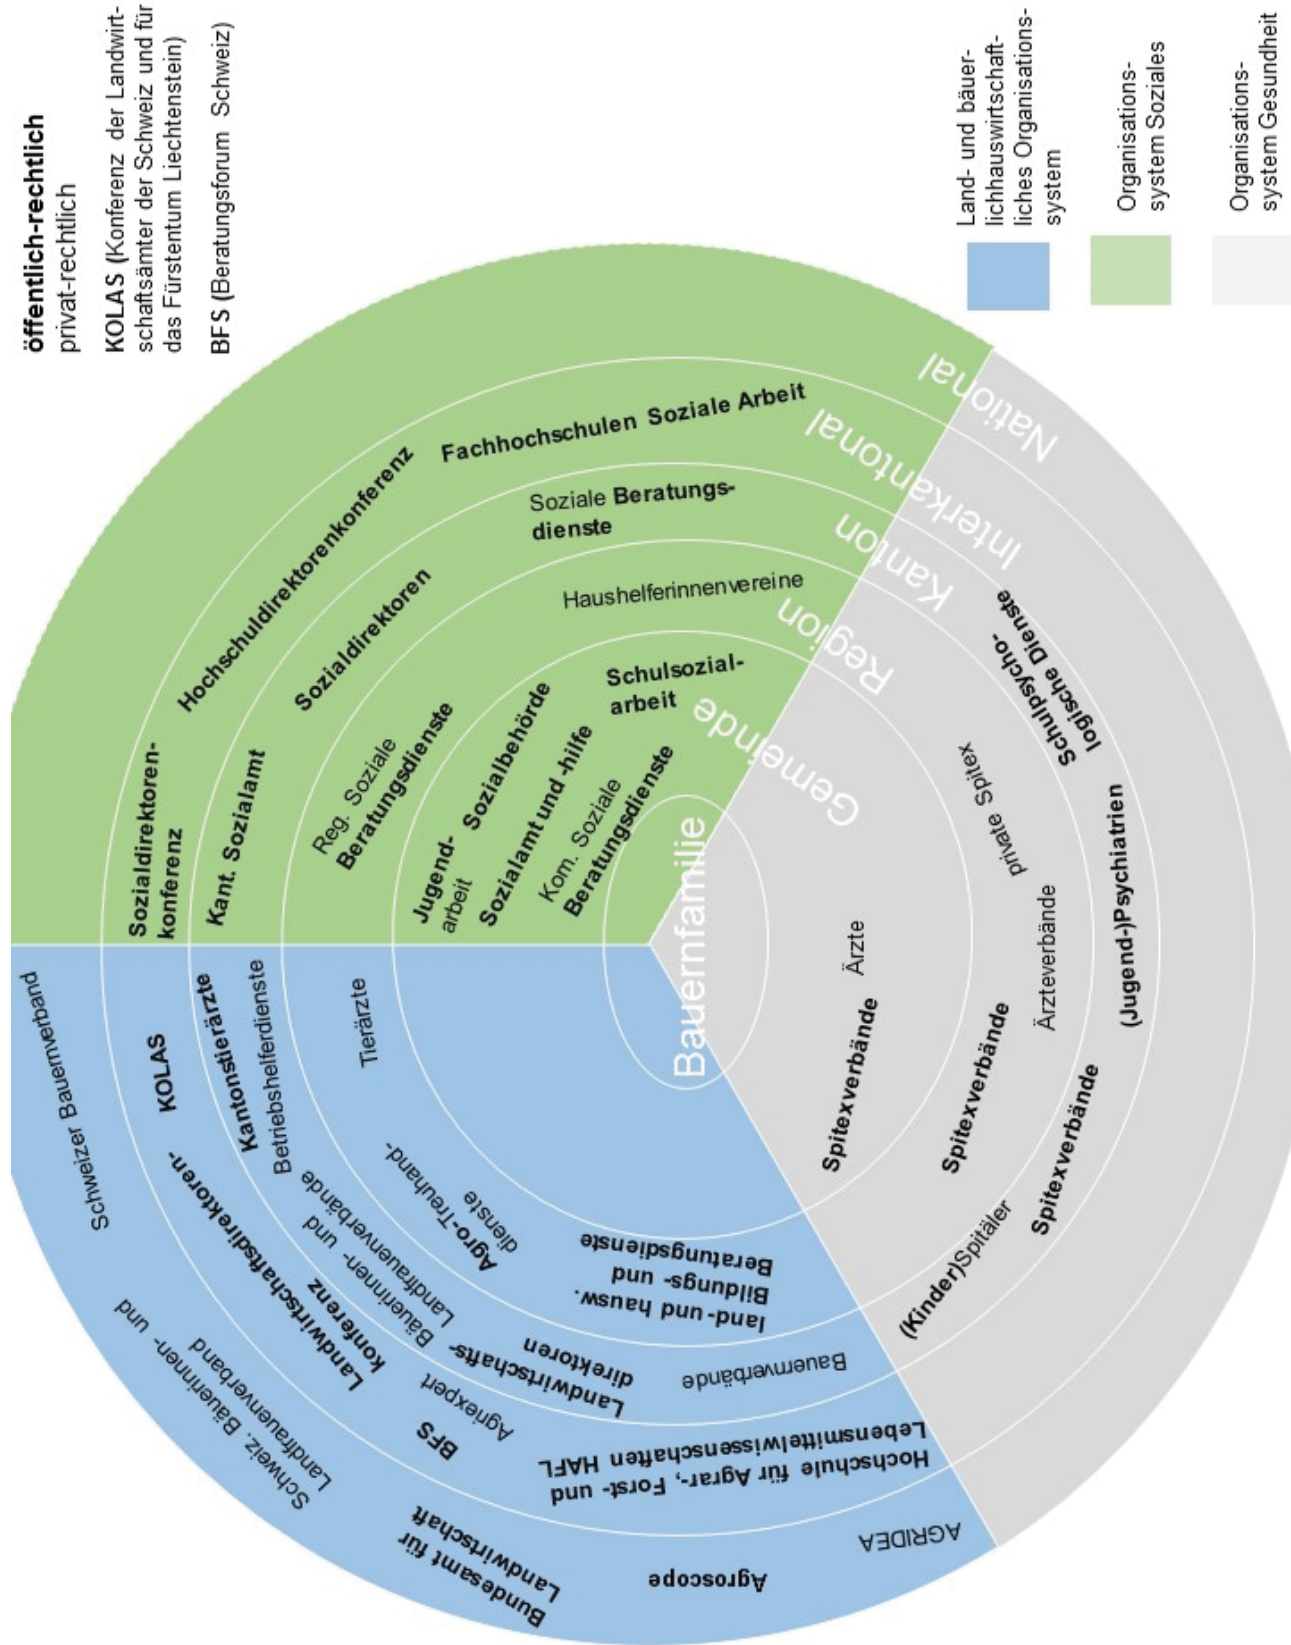 öffentlich-rechtlich
privat-rechtlich
KOLAS (Konferenz der Landwirt-
schaftsämter der Schweiz und für
das Fürstentum Liechtenstein)
BFS (Beratungsforum Schweiz)
Schweizer Bauernverband
Schweiz. Bäuerinnen- und
Landfrauenverband
Bundesamt für
Landwirtschaft
Agroscope
AGRIDEA
KOLAS
Landwirtschaftsdirektoren-
konferenz
BFS
Agriexpert
Hochschule für Agrar-, Forst- und
Lebensmittelwissenschaften HAFL
Kantonstierärzte
Betriebshelferdienste
Bäuerinnen- und
Landfrauenverbände
Landwirtschafts-
direktoren
Bauernverbände
Tierärzte
Agro-Treuhand-
dienste
land- und hausw.
Bildungs- und
Beratungsdienste
Sozialdirektoren-
konferenz
Hochschuldirektorenkonferenz
Fachhochschulen Soziale Arbeit
Kant. Sozialamt
Sozialdirektoren
Soziale Beratungs-
dienste
Reg. Soziale
Beratungsdienste
Haushelferinnenvereine
Jugend-
arbeit
Sozialbehörde
Sozialamt und -hilfe
Kom. Soziale
Beratungsdienste
Schulsozial-
arbeit
Bauernfamilie
Gemeinde
Region
Kanton
Interkantonal
National
Ärzte
Spitexverbände
private Spitex
Ärzteverbände
Spitexverbände
(Kinder)Spitäler
Schulpsycho-
logische Dienste
(Jugend-)Psychiatrien
Spitexverbände
Land- und bäuer-
lichhauswirtschaft-
liches Organisations-
system
Organisations-
system Soziales
Organisations-
system Gesundheit